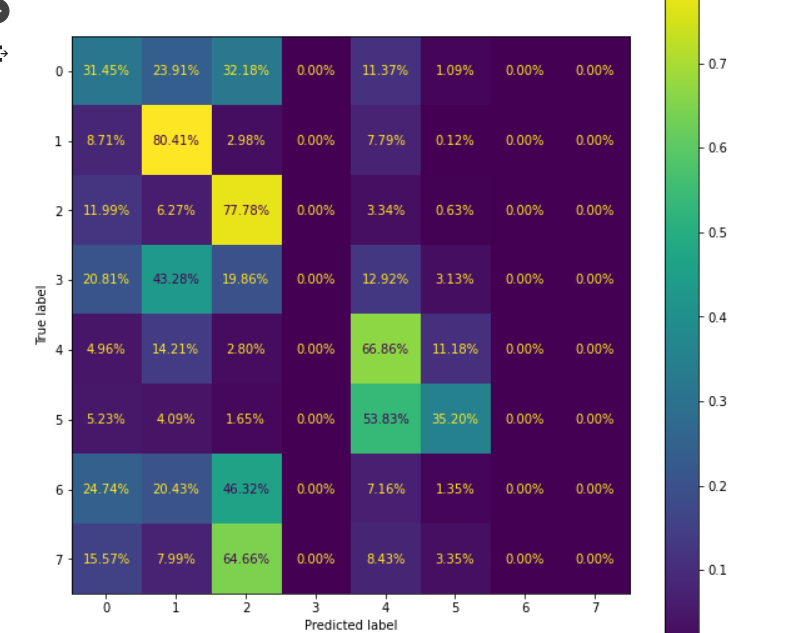 0.7
0 31.45% 23.91% 32.18% 0.00% 11.37% 1.09% 0.00% 0.00%
1 8.71% 80.41% 2.98% 0.00% 7.79% 0.12% 0.00% 0.00%
0.6
2 11.99% 6.27% 77.78% 0.00% 3.34% 0.63% 0.00% 0.00%
0.5
3 20.81% 43.28% 19.86% 0.00% 12.92% 3.13% 0.00% 0.00%
True label
0.4
4 4.96% 14.21% 2.80% 0.00% 66.86% 11.18% 0.00% 0.00%
0.3
5 5.23% 4.09% 1.65% 0.00% 53.83% 35.20% 0.00% 0.00%
0.2
6 24.74% 20.43% 46.32% 0.00% 7.16% 1.35% 0.00% 0.00%
7 15.57% 7.99% 64.66% 0.00% 8.43% 3.35% 0.00% 0.00%
0.1
0 1 2 3 4 5 6 7
Predicted label